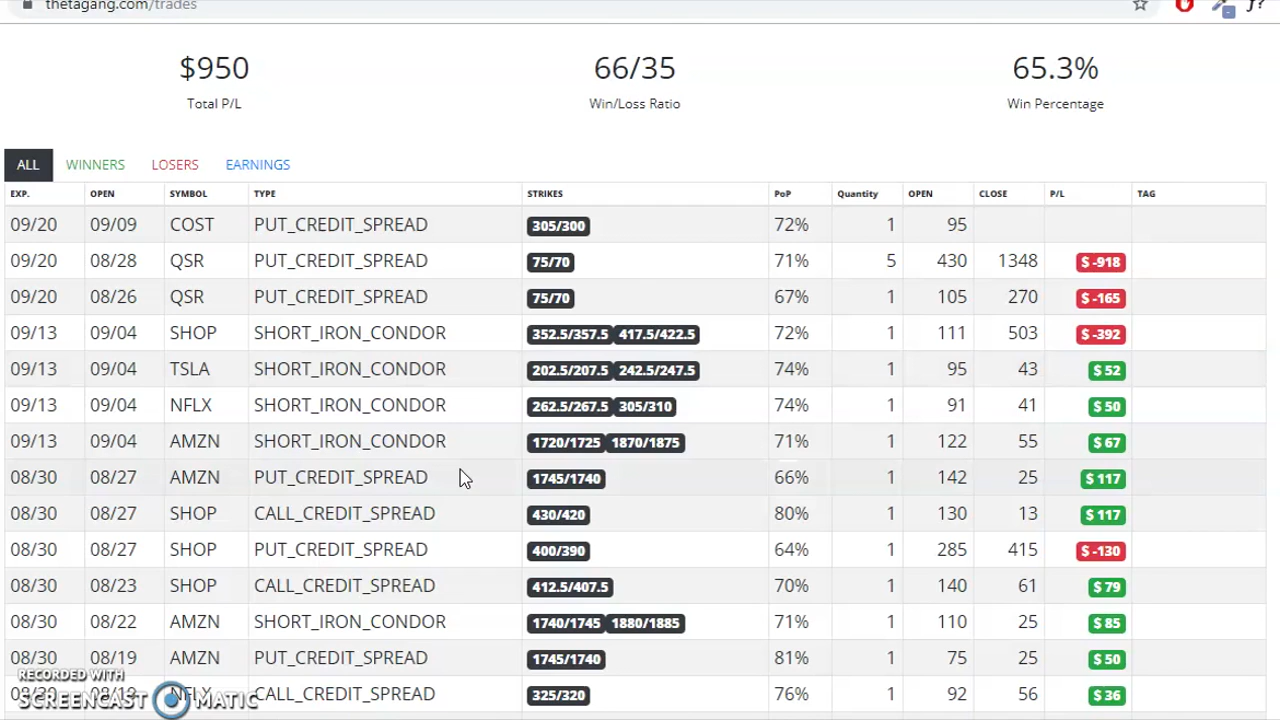 thetagang.com/trades
$950 66/35 65.3%
Total P/L Win/Loss Ratio Win Percentage
ALL WINNERS LOSERS EARNINGS
EXP. OPEN SYMBOL TYPE STRIKES PoP Quantity OPEN CLOSE P/L TAG
09/20 09/09 COST PUT_CREDIT_SPREAD 305/300 72% 1 95
09/20 08/28 QSR PUT_CREDIT_SPREAD 75/70 71% 5 430 1348 $ -918
09/20 08/26 QSR PUT_CREDIT_SPREAD 75/70 67% 1 105 270 $ -165
09/13 09/04 SHOP SHORT_IRON_CONDOR 352.5/357.5 417.5/422.5 72% 1 111 503 $ -392
09/13 09/04 TSLA SHORT_IRON_CONDOR 202.5/207.5 242.5/247.5 74% 1 95 43 $ 52
09/13 09/04 NFLX SHORT_IRON_CONDOR 262.5/267.5 305/310 74% 1 91 41 $ 50
09/13 09/04 AMZN SHORT_IRON_CONDOR 1720/1725 1870/1875 71% 1 122 55 $ 67
08/30 08/27 AMZN PUT_CREDIT_SPREAD 1745/1740 66% 1 142 25 $ 117
08/30 08/27 SHOP CALL_CREDIT_SPREAD 430/420 80% 1 130 13 $ 117
08/30 08/27 SHOP PUT_CREDIT_SPREAD 400/390 64% 1 285 415 $ -130
08/30 08/23 SHOP CALL_CREDIT_SPREAD 412.5/407.5 70% 1 140 61 $ 79
08/30 08/22 AMZN SHORT_IRON_CONDOR 1740/1745 1880/1885 71% 1 110 25 $ 85
08/30 08/19 AMZN PUT_CREDIT_SPREAD 1745/1740 81% 1 75 25 $ 50
NFLX CALL_CREDIT_SPREAD 325/320 76% 1 92 56 $ 36
RECORDED WITH
SCREENCAST MATIC